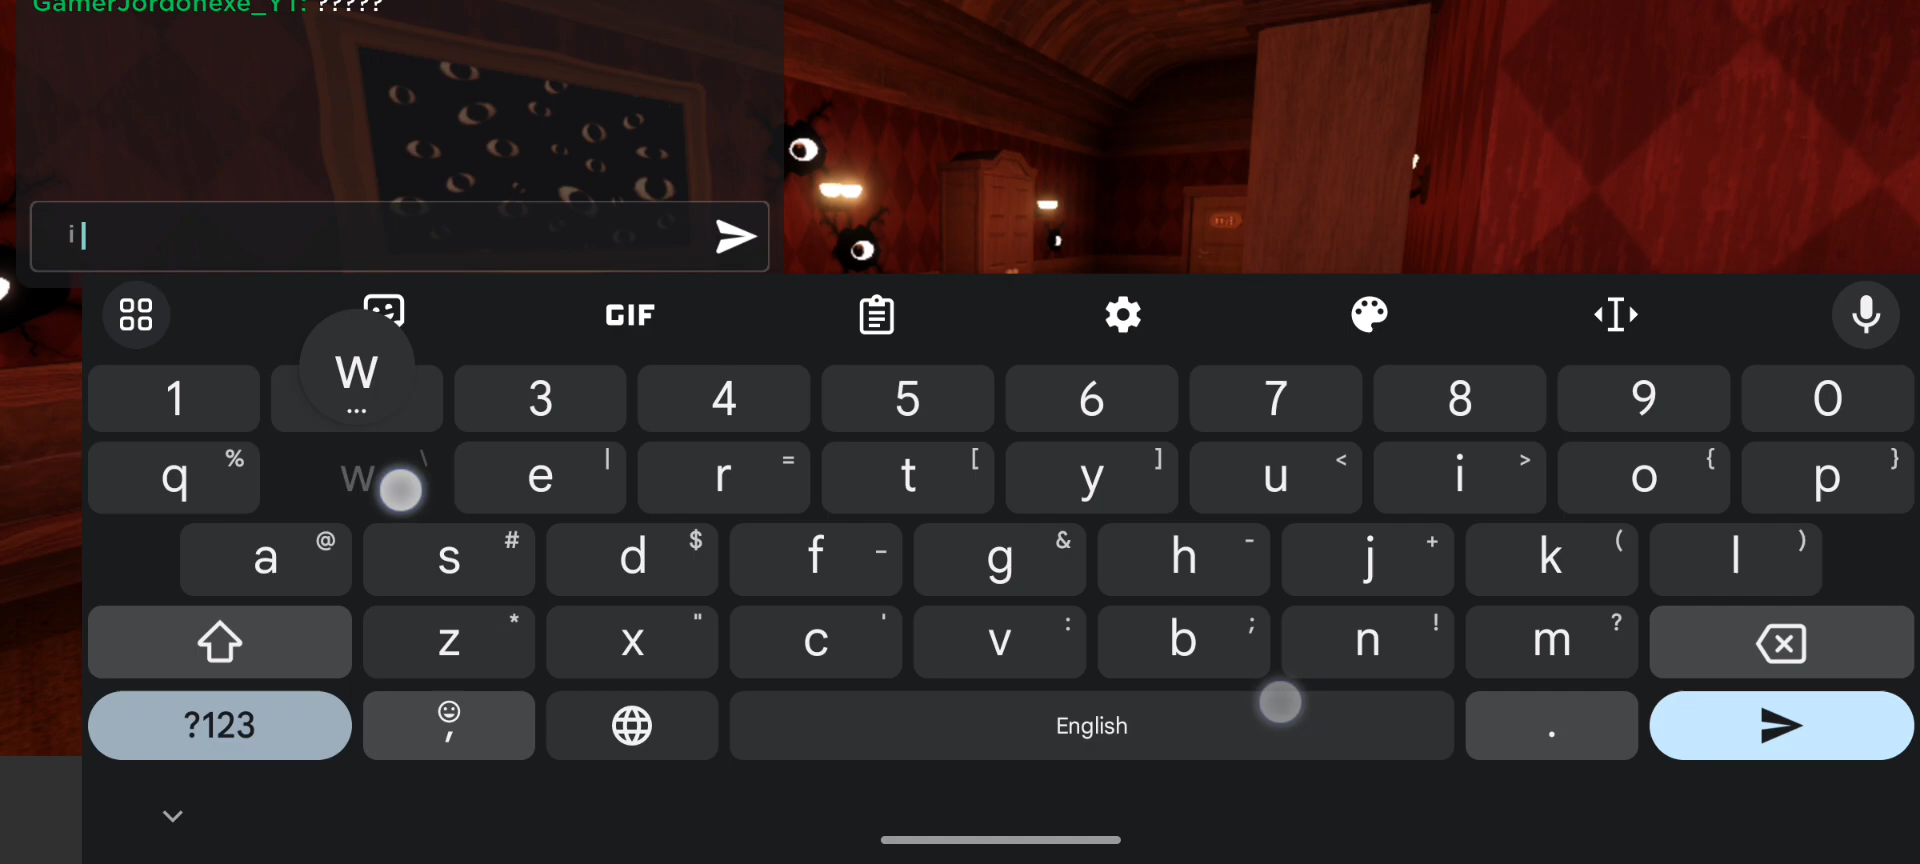 GamerJordonexe_YT: ?????
i
GIF
W
...
1 3 4 5 6 7 8 9 0
q % w \ e | r = t [ y ] u < i > o { p }
a @ s # d $ f _ g & h - j + k ( l )
z * x " c ' v : b ; n ! m ?
?123 , English .